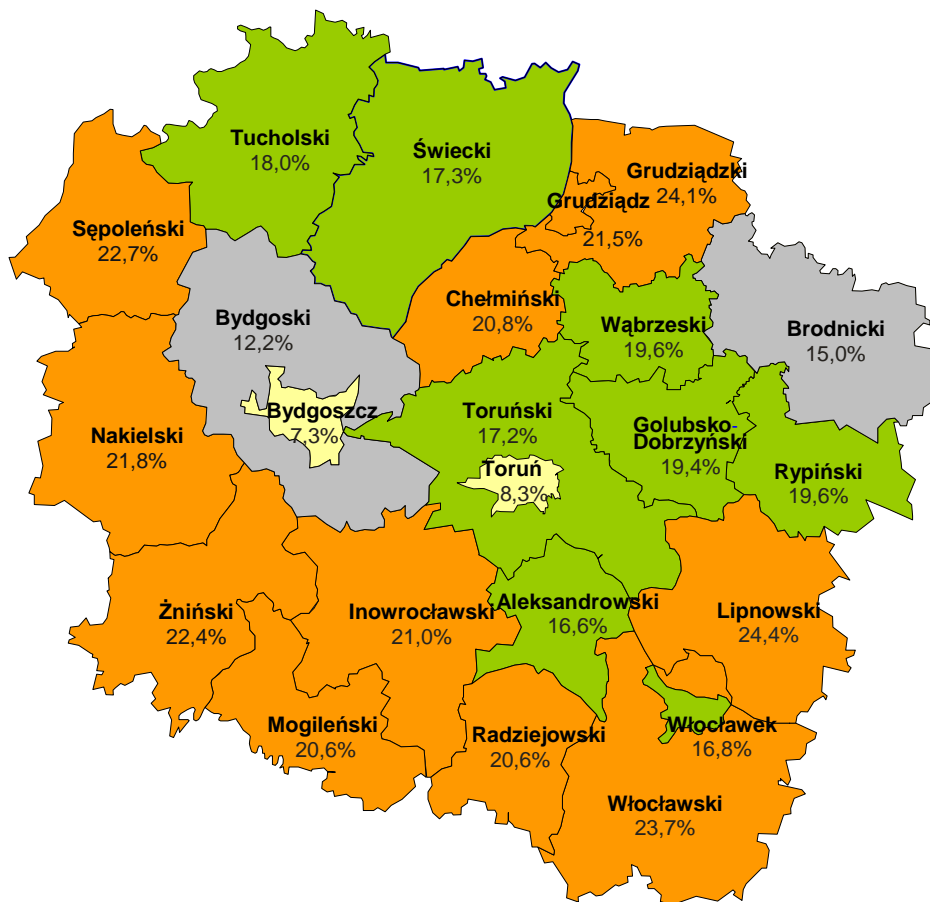 Tucholski
18,0%
Świecki
17,3%
Grudziądzki
24,1%
Grudziądz
21,5%
Sępoleński
22,7%
Chełmiński
20,8%
Bydgoski
12,2%
Wąbrzeski
19,6%
Brodnicki
15,0%
Bydgoszcz
7,3%
Toruński
17,2%
Golubsko-
Dobrzyński
19,4%
Nakielski
21,8%
Toruń
8,3%
Rypiński
19,6%
Żniński
22,4%
Inowrocławski
21,0%
Aleksandrowski
16,6%
Lipnowski
24,4%
Mogileński
20,6%
Radziejowski
20,6%
Włocławek
16,8%
Włocławski
23,7%